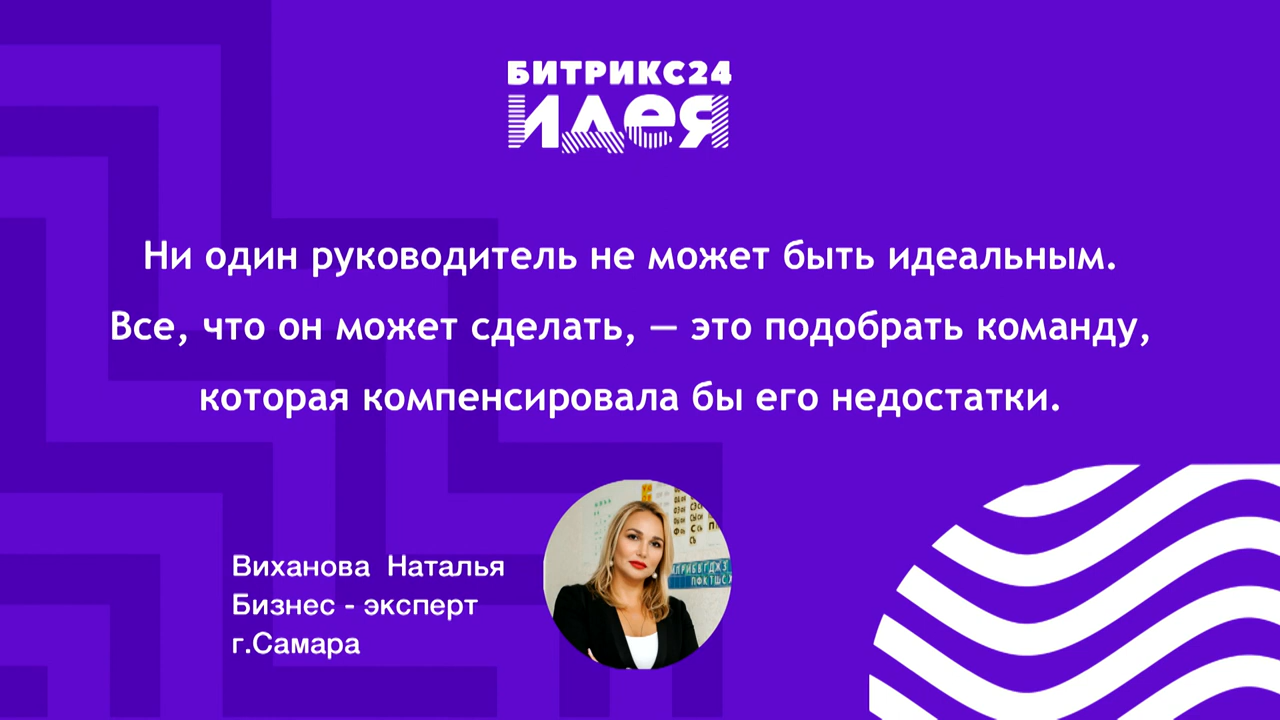 БИТРИКС24
ИДЕЯ
Ни один руководитель не может быть идеальным.
Все, что он может сделать, — это подобрать команду,
которая компенсировала бы его недостатки.
Виханова Наталья
Бизнес - эксперт
г.Самара